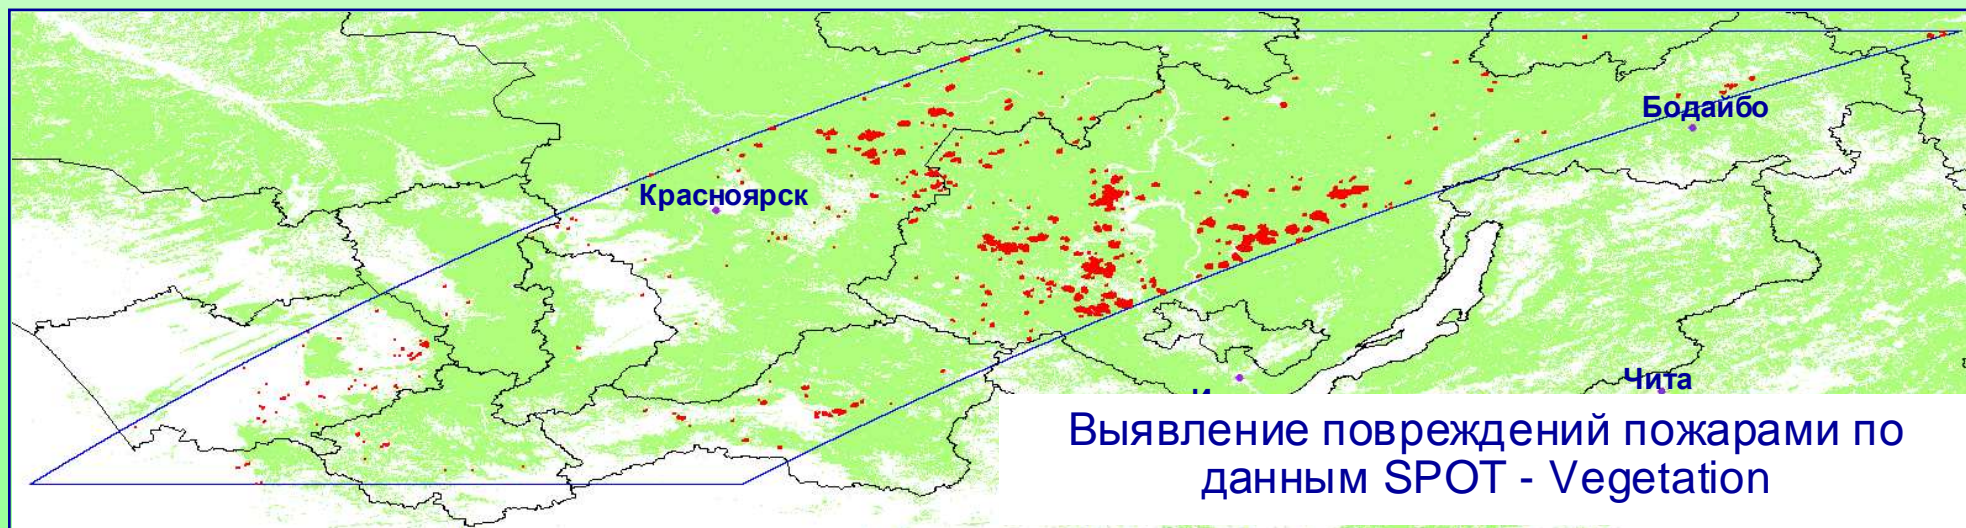 Бодайбо
Красноярск
Чита
Выявление повреждений пожарами по
данным SPOT - Vegetation